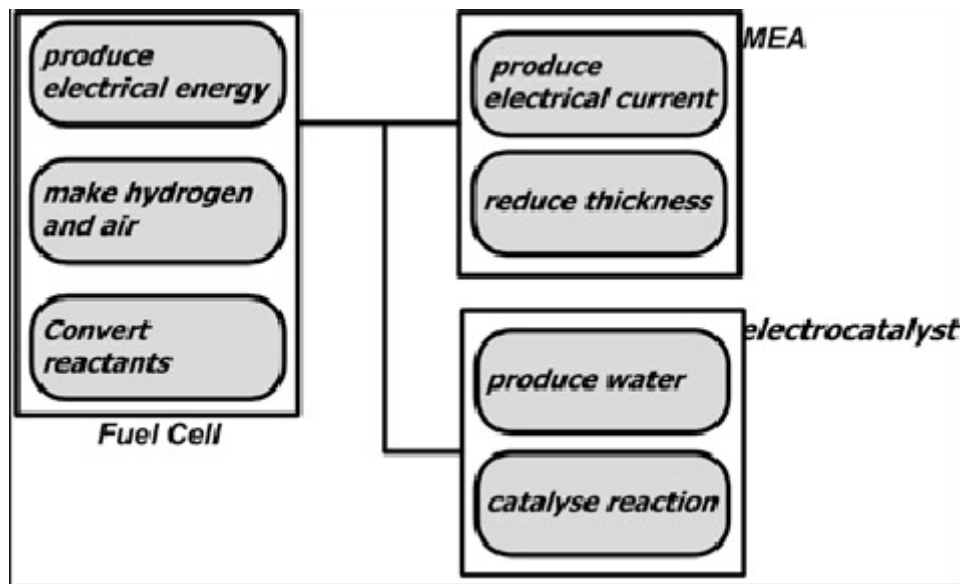 produce
electrical energy
make hydrogen
and air
Convert
reactants
Fuel Cell
MEA
produce
electrical current
reduce thickness
electrocatalyst
produce water
catalyse reaction